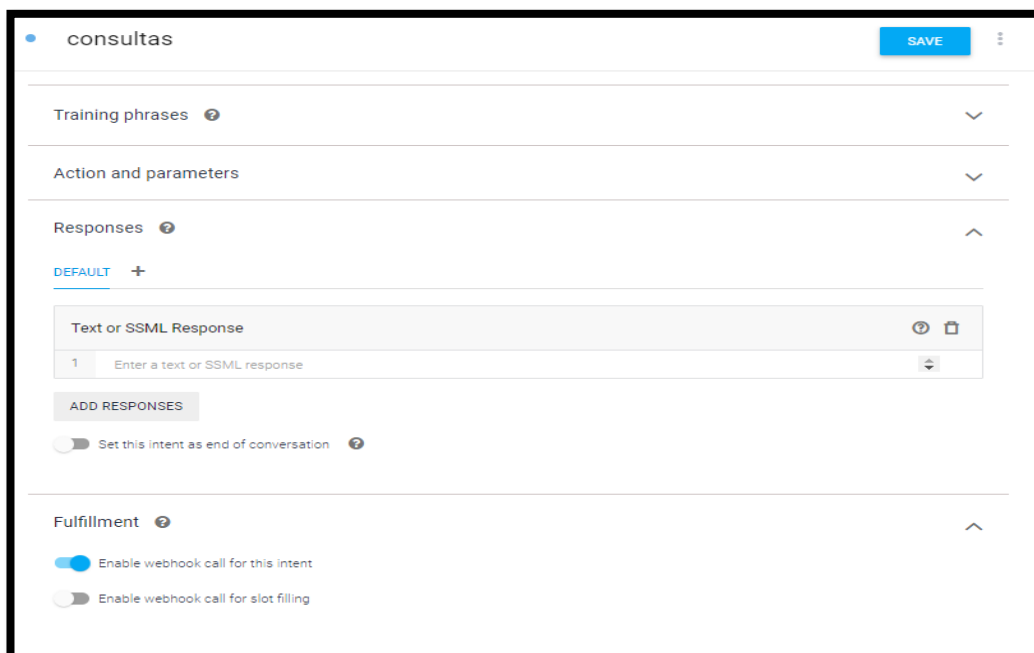 consultas
SAVE
Training phrases
Action and parameters
Responses
DEFAULT +
Text or SSML Response
1 Enter a text or SSML response
ADD RESPONSES
Set this intent as end of conversation
Fulfillment
Enable webhook call for this intent
Enable webhook call for slot filling